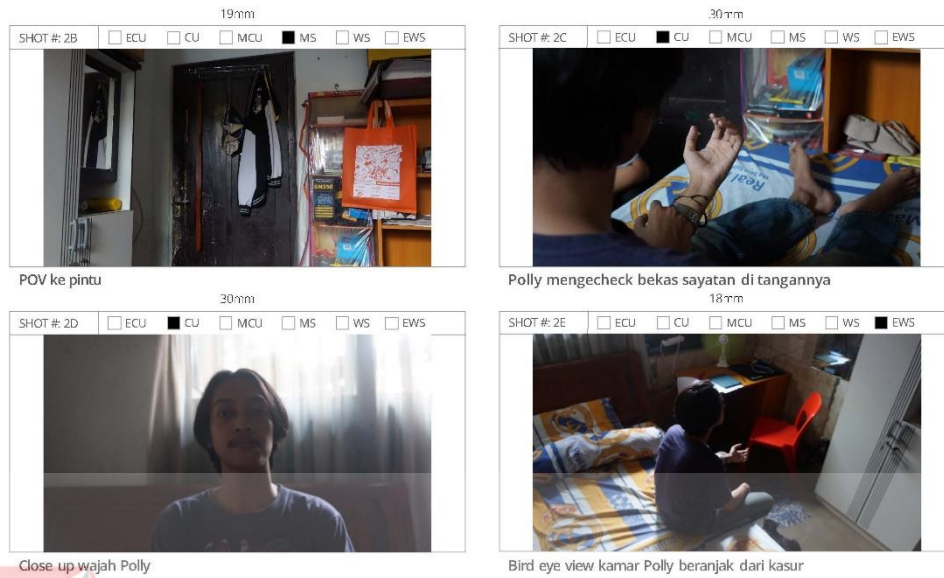 19mm
SHOT #: 2B ECU CU MCU MS WS EWS
POV ke pintu
30mm
SHOT #: 2C ECU CU MCU MS WS EWS
Real
Polly mengecheck bekas sayatan di tangannya
30mm
SHOT #: 2D ECU CU MCU MS WS EWS
Close up wajah Polly
18mm
SHOT #: 2E ECU CU MCU MS WS EWS
Bird eye view kamar Polly beranjak dari kasur